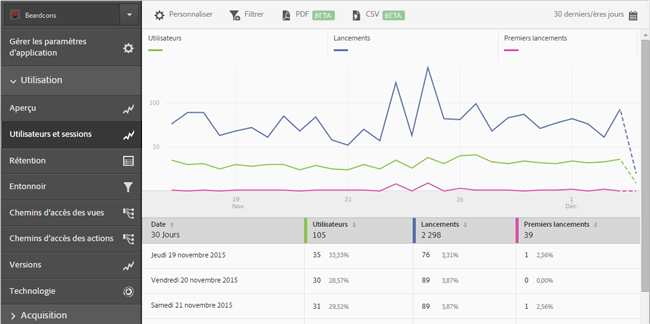 Beardcons
Personnaliser
Filtrer
PDF BETA
CSV BETA
30 derniers/ères jours
Gérer les paramètres
d'application
Utilisation
Aperçu
Utilisateurs et sessions
Rétention
Entonnoir
Chemins d'accès des vues
Chemins d'accès des actions
Versions
Technologie
Acquisition
Utilisateurs
Lancements
Premiers lancements
100
50
19
Nov.
21
26
1
Déc.
Date
30 Jours
Utilisateurs
105
Lancements
2 298
Premiers lancements
39
Jeudi 19 novembre 2015 35 33,33% 76 3,31% 1 2,56%
Vendredi 20 novembre 2015 30 28,57% 89 3,87% 0 0,00%
Samedi 21 novembre 2015 31 29,52% 89 3,87% 1 2,56%